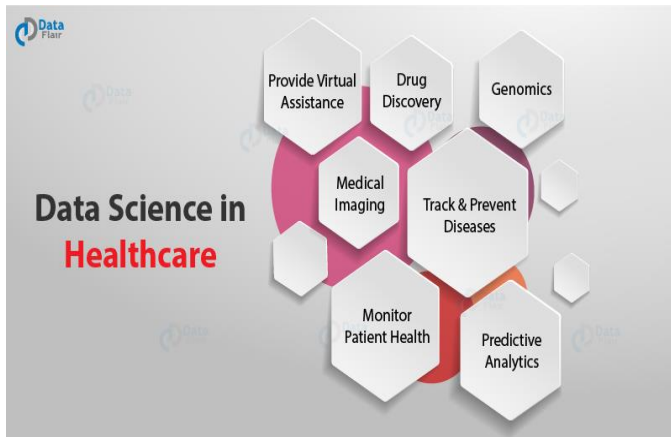 Data
Flair
Provide Virtual
Assistance
Drug
Discovery
Genomics
Medical
Imaging
Track & Prevent
Diseases
Data Science in
Healthcare
Monitor
Patient Health
Predictive
Analytics